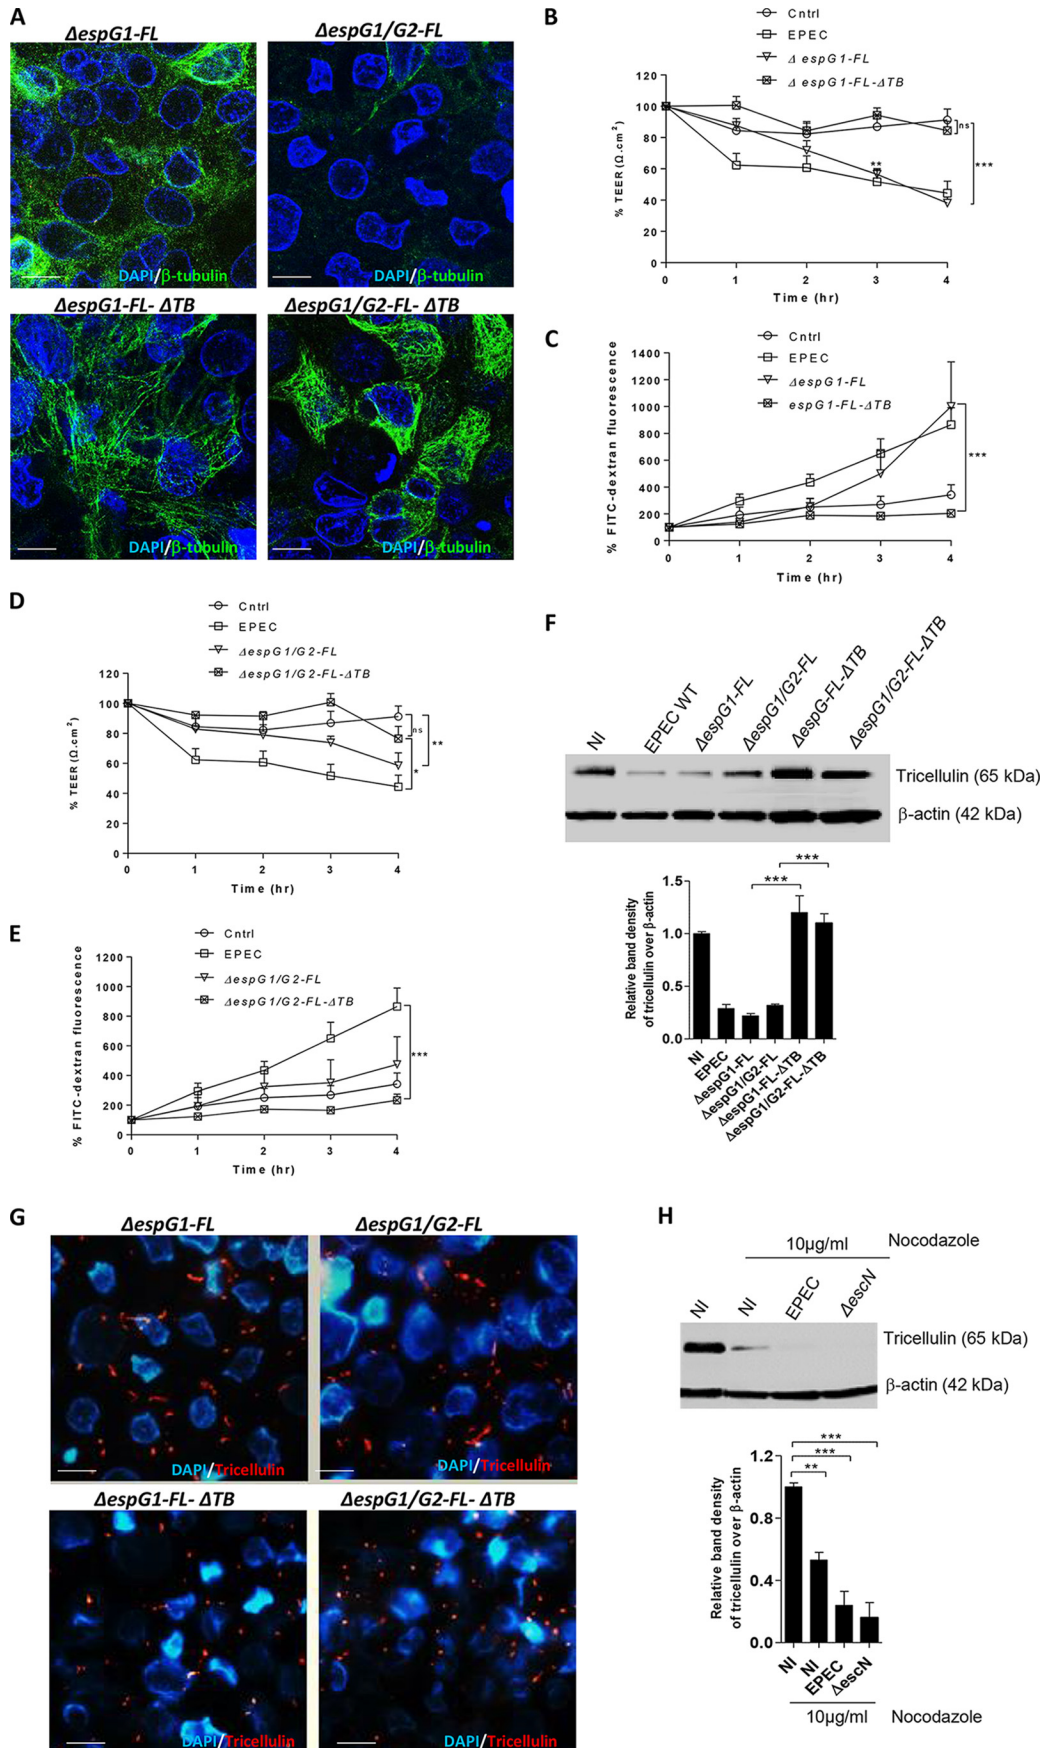 A
ΔespG1-FL
ΔespG1/G2-FL
DAPI/β-tubulin
DAPI/β-tubulin
ΔespG1-FL- ΔTB
ΔespG1/G2-FL- ΔTB
DAPI/β-tubulin
DAPI/β-tubulin
B
Cntrl
EPEC
Δ espG1-FL
Δ espG1-FL-ΔTB
% TEER (Ω.cm²)
120
100
80
60
40
20
0
ns
**
***
0 1 2 3 4
Time (hr)
C
Cntrl
EPEC
ΔespG1-FL
espG1-FL-ΔTB
% FITC-dextran fluorescence
1400
1200
1000
800
600
400
200
0
***
0 1 2 3 4
Time (hr)
D
Cntrl
EPEC
ΔespG1/G2-FL
ΔespG1/G2-FL-ΔTB
% TEER (Ω.cm²)
120
100
80
60
40
20
0
ns
**
*
0 1 2 3 4
Time (hr)
E
Cntrl
EPEC
ΔespG1/G2-FL
ΔespG1/G2-FL-ΔTB
% FITC-dextran fluorescence
1200
1000
800
600
400
200
0
***
0 1 2 3 4
Time (hr)
F
NI
EPEC WT
ΔespG1-FL
ΔespG1/G2-FL
ΔespG-FL-ΔTB
ΔespG1/G2-FL-ΔTB
Tricellulin (65 kDa)
β-actin (42 kDa)
Relative band density
of tricellulin over β-actin
1.5
1.0
0.5
0.0
***
***
NI
EPEC
ΔespG1-FL
ΔespG1/G2-FL
ΔespG1-FL-ΔTB
ΔespG1/G2-FL-ΔTB
G
ΔespG1-FL
ΔespG1/G2-FL
DAPI/Tricellulin
DAPI/Tricellulin
ΔespG1-FL- ΔTB
ΔespG1/G2-FL- ΔTB
DAPI/Tricellulin
DAPI/Tricellulin
H
10μg/ml
Nocodazole
NI
NI
EPEC
ΔescN
Tricellulin (65 kDa)
β-actin (42 kDa)
Relative band density
of tricellulin over β-actin
1.2
0.8
0.4
0.0
***
***
**
NI
NI
EPEC
ΔescN
10μg/ml
Nocodazole